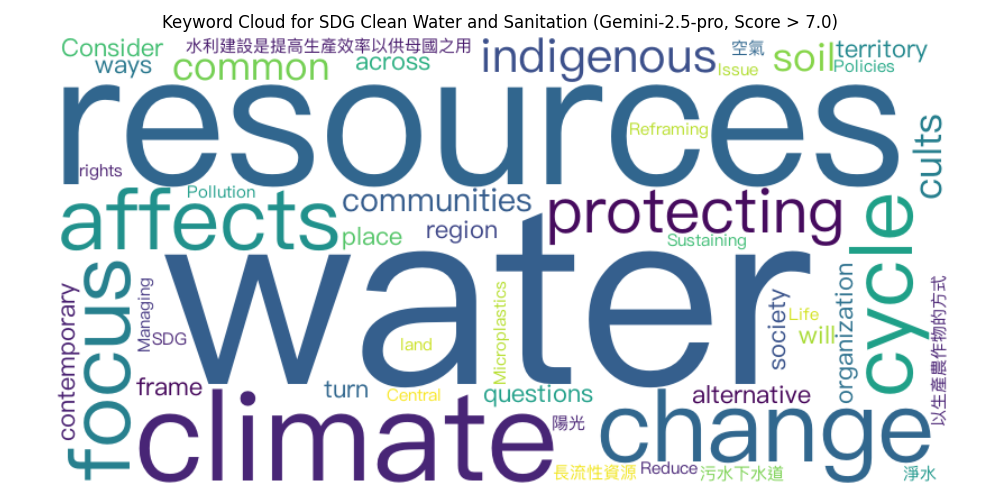 Keyword Cloud for SDG Clean Water and Sanitation (Gemini-2.5-pro, Score > 7.0)
Consider
水利建設是提高生產效率以供母國之用
indigenous
空氣
territory
ways
common
across
Issue
soil
Policies
resources
Reframing
cults
rights
Pollution
affects
communities
protecting
place
region
Sustaining
cycle
water
focus
contemporary
Managing
SDG
land
Microplastics
society
Life
will
organization
以生產農作物的方式
frame
turn
Central
questions
alternative
climate
change
陽光
長流性資源
Reduce
污水下水道
淨水